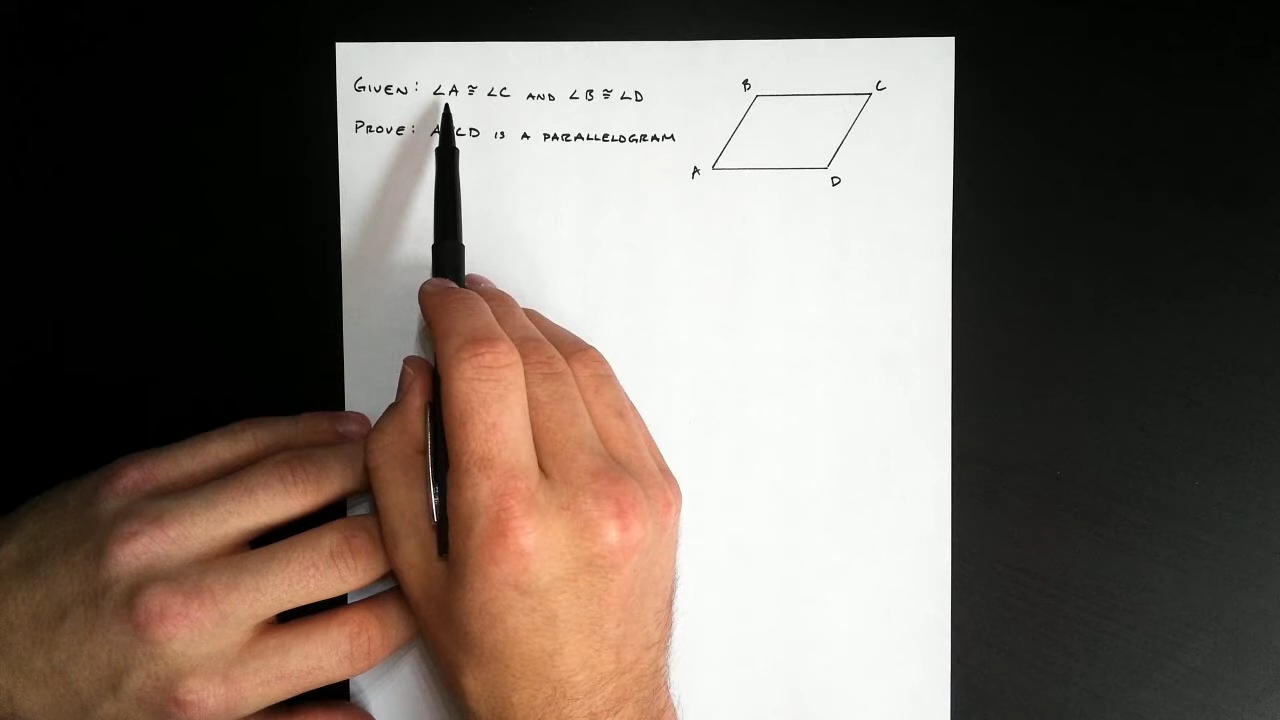 GIVEN: ∠A ≅ ∠C AND ∠B ≅ ∠D
PROVE: CD IS A PARALLELOGRAM
B
C
A
D